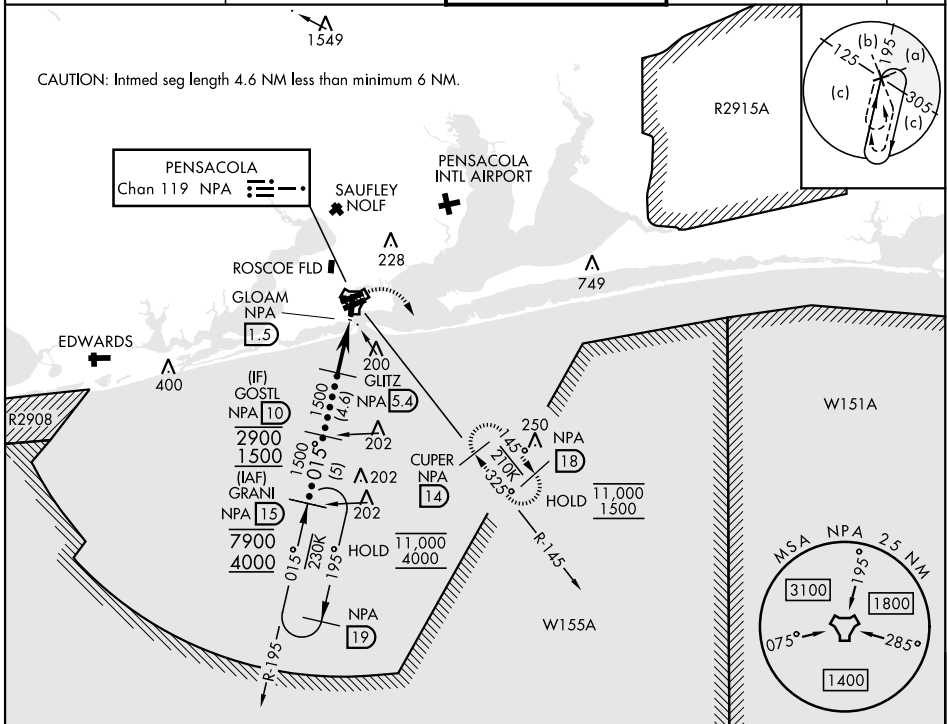 1549
CAUTION: Intmed seg length 4.6 NM less than minimum 6 NM.
R2915A
(b)
195
(a)
125
(c)
305
(c)
PENSACOLA
Chan 119 NPA
PENSACOLA
INTL AIRPORT
SAUFLEY
NOLF
228
ROSCOE FLD
749
GLOAM
NPA
1.5
EDWARDS
400
200
GLITZ
NPA 5.4
(IF)
GOSTL
NPA 10
2900
1500
1500
(4.6)
R2908
202
W151A
250
NPA
18
145°
210K
325°
CUPER
NPA
14
HOLD 11,000
1500
1500
015°
(5)
202
202
(IAF)
GRANI
NPA 15
7900
4000
HOLD 11,000
4000
015°
230K
195°
R-145
NPA
19
W155A
R-195
MSA NPA 25 NM
195°
3100
1800
075°
285°
1400